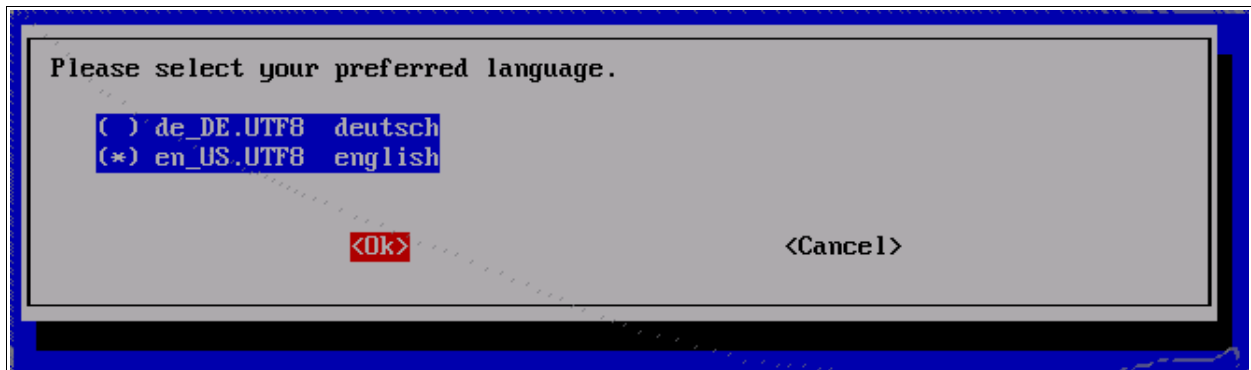 Please select your preferred language.
( ) de_DE.UTF8 deutsch
(*) en_US.UTF8 english
<Ok> <Cancel>